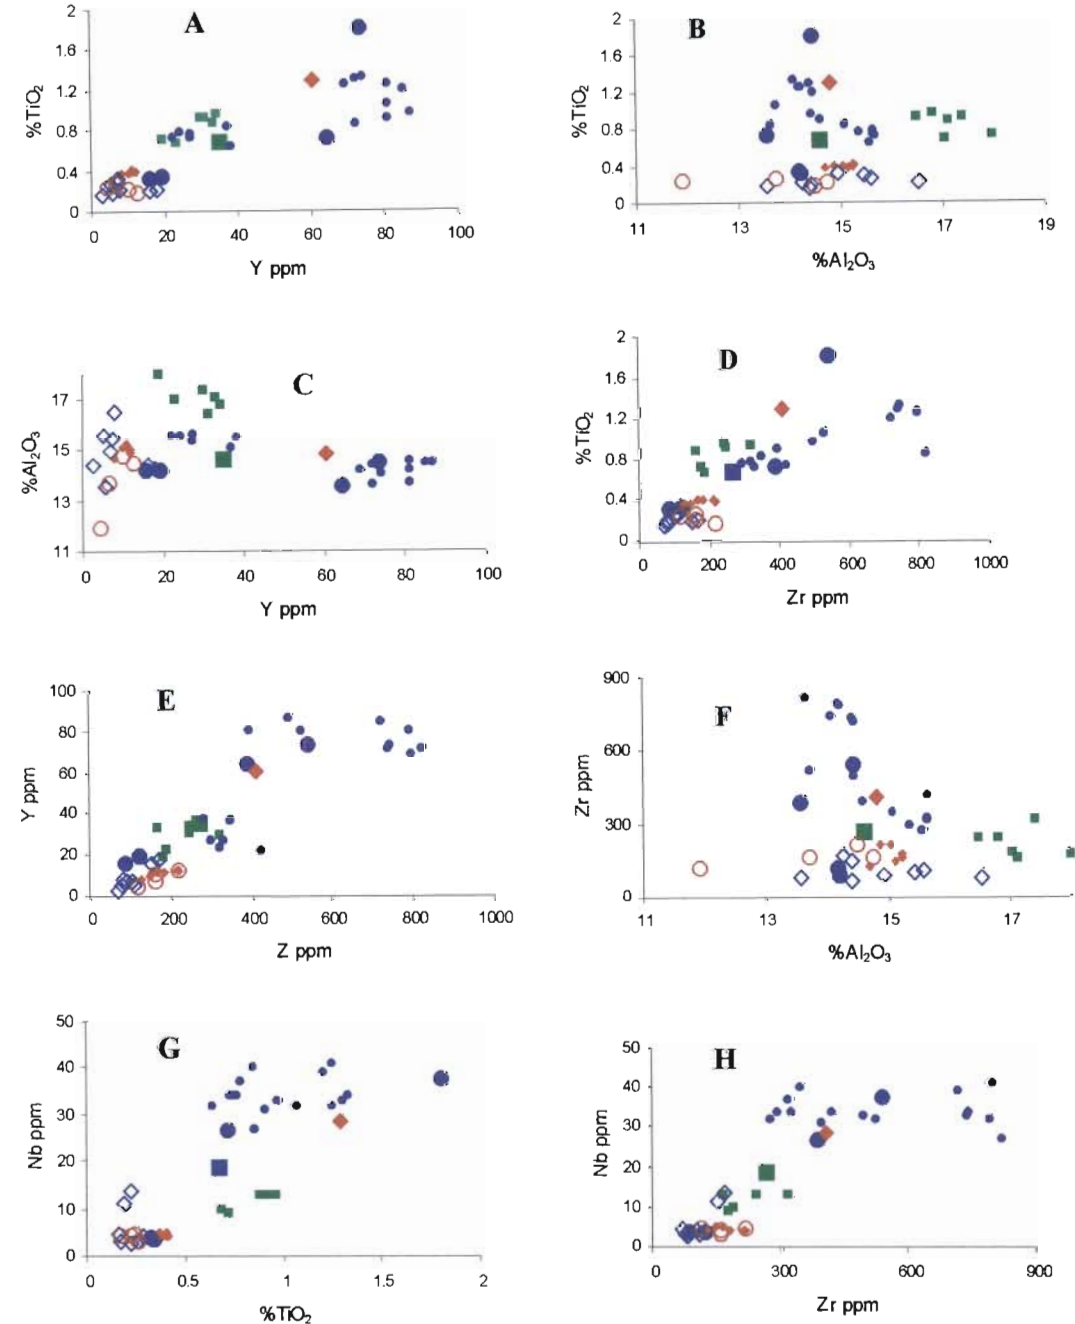 A
2
1.6
1.2
0.8
0.4
0
%TiO₂
0 20 40 60 80 100
Y ppm
B
2
1.6
1.2
0.8
0.4
0
%TiO₂
11 13 15 17 19
%Al₂O₃
C
17
15
13
11
%Al₂O₃
0 20 40 60 80 100
Y ppm
D
2
1.6
1.2
0.8
0.4
0
%TiO₂
0 200 400 600 800 1000
Zr ppm
E
100
80
60
40
20
0
Y ppm
0 200 400 600 800 1000
Z ppm
F
900
600
300
0
Zr ppm
11 13 15 17
%Al₂O₃
G
50
40
30
20
10
0
Nb ppm
0 0.5 1 1.5 2
%TiO₂
H
50
40
30
20
10
0
Nb ppm
0 300 600 900
Zr ppm